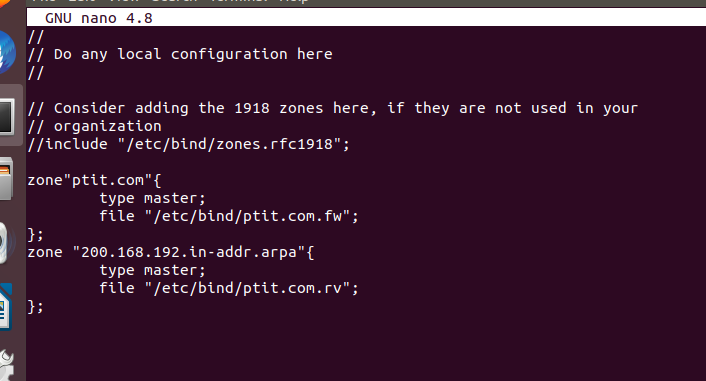 GNU nano 4.8
//
// Do any local configuration here
//
// Consider adding the 1918 zones here, if they are not used in your
// organization
//include "/etc/bind/zones.rfc1918";
zone"ptit.com"{
        type master;
        file "/etc/bind/ptit.com.fw";
};
zone "200.168.192.in-addr.arpa"{
        type master;
        file "/etc/bind/ptit.com.rv";
};